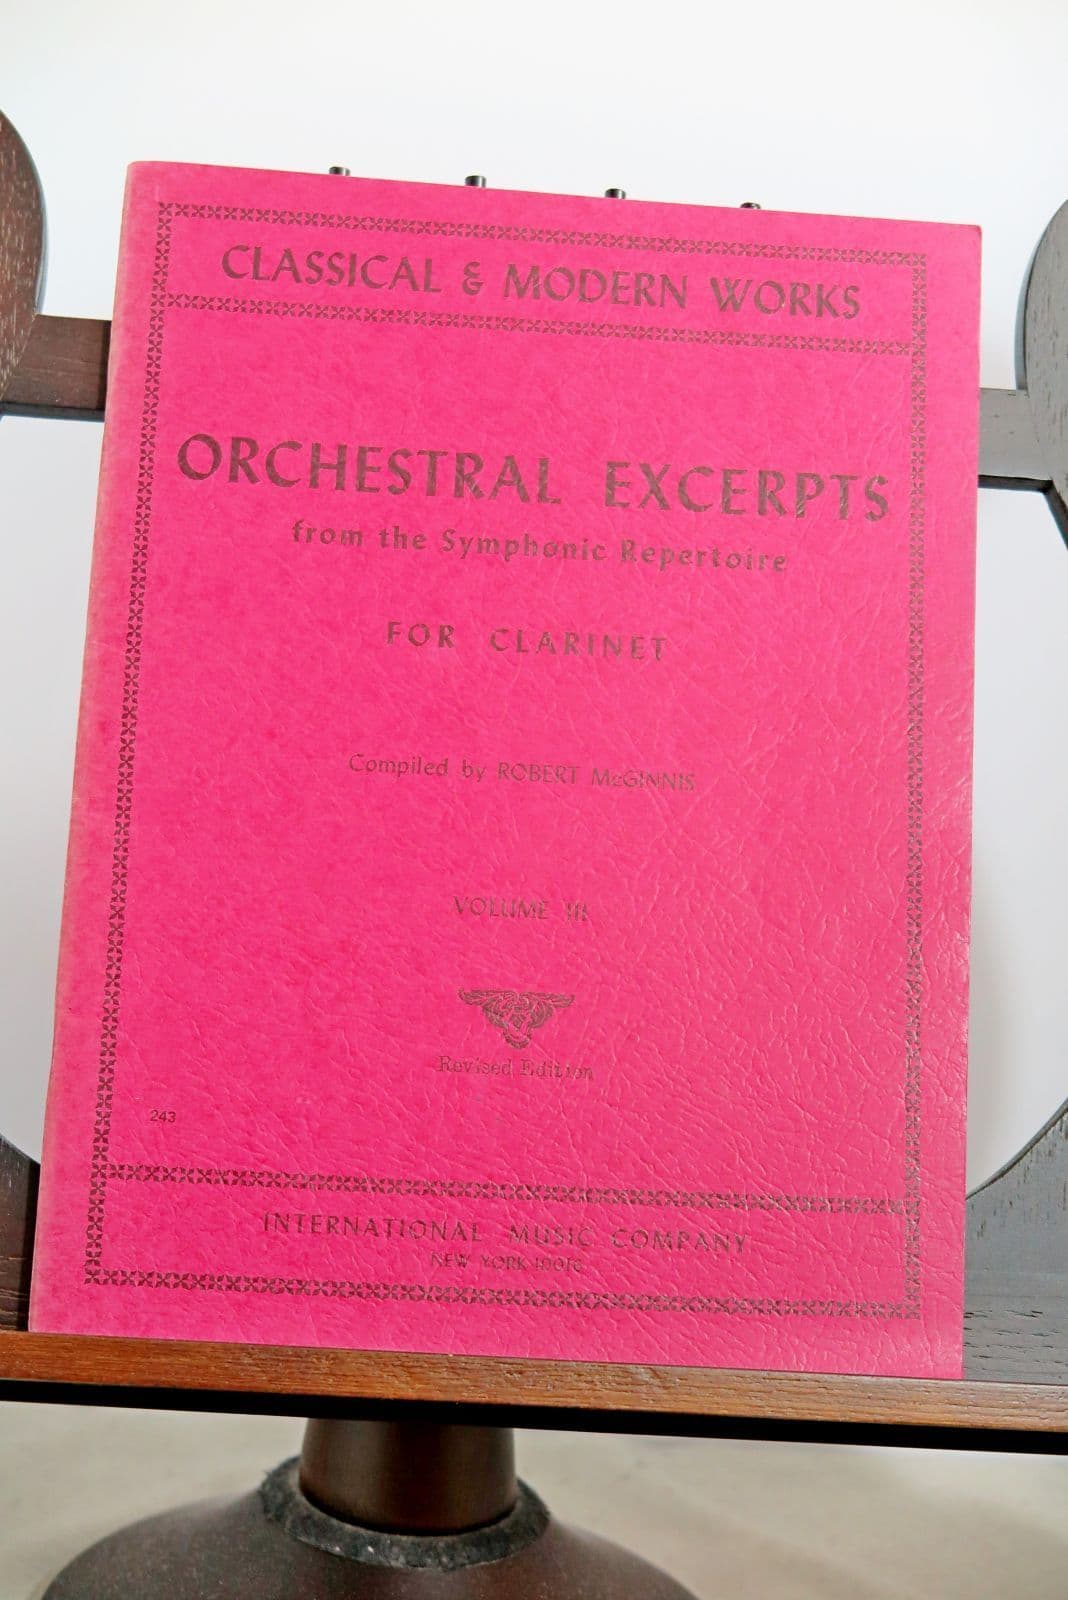 CLASSICAL & MODERN WORKS
ORCHESTRAL EXCERPTS
from the Symphonic Repertoire
FOR CLARINET
Compiled by ROBERT McGINNIS
VOLUME III
Revised Edition
243
INTERNATIONAL MUSIC COMPANY
NEW YORK 10016